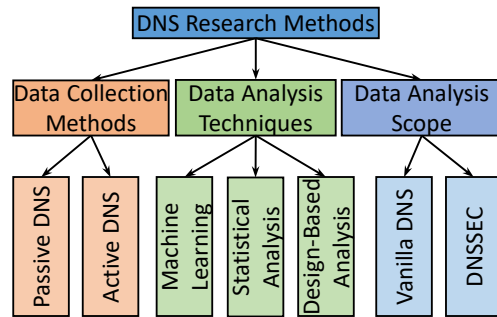 DNS Research Methods
Data Collection
Methods
Data Analysis
Techniques
Data Analysis
Scope
Passive DNS
Active DNS
Machine
Learning
Statistical
Analysis
Design-Based
Analysis
Vanilla DNS
DNSSEC